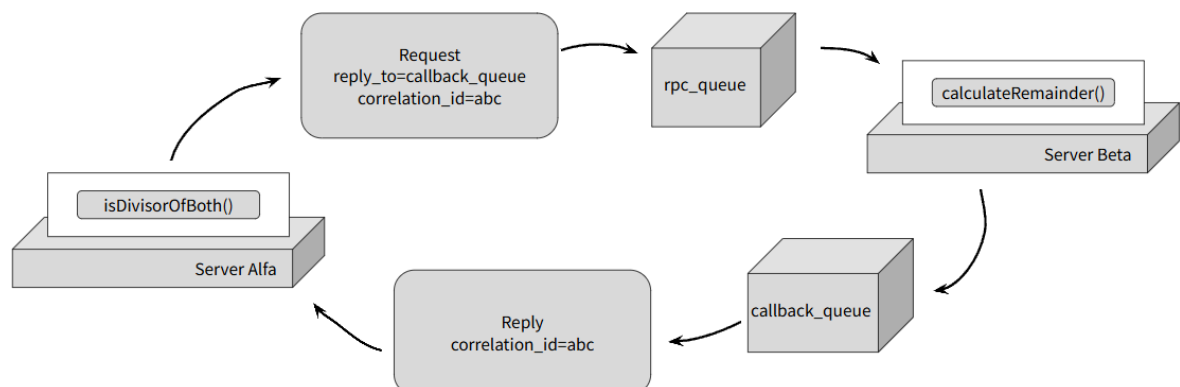 Request
reply_to=callback_queue
correlation_id=abc
rpc_queue
calculateRemainder()
Server Beta
isDivisorOfBoth()
Server Alfa
callback_queue
Reply
correlation_id=abc